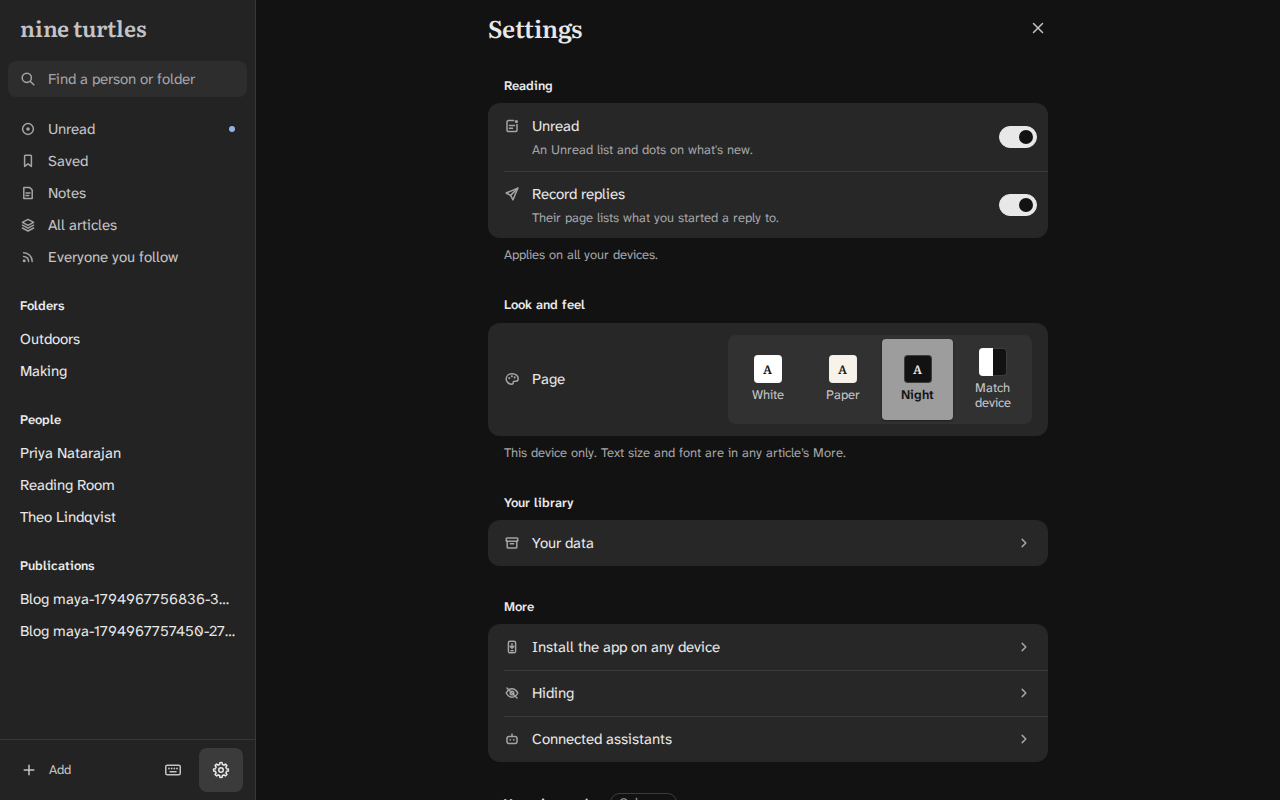 nine turtles
Find a person or folder
Unread
Saved
Notes
All articles
Everyone you follow
Folders
Outdoors
Making
People
Priya Natarajan
Reading Room
Theo Lindqvist
Publications
Blog maya-1794967756836-3...
Blog maya-1794967757450-27...
Add
Settings
Reading
Unread
An Unread list and dots on what's new.
Record replies
Their page lists what you started a reply to.
Applies on all your devices.
Look and feel
Page
A
White
A
Paper
A
Night
Match
device
This device only. Text size and font are in any article's More.
Your library
Your data
More
Install the app on any device
Hiding
Connected assistants